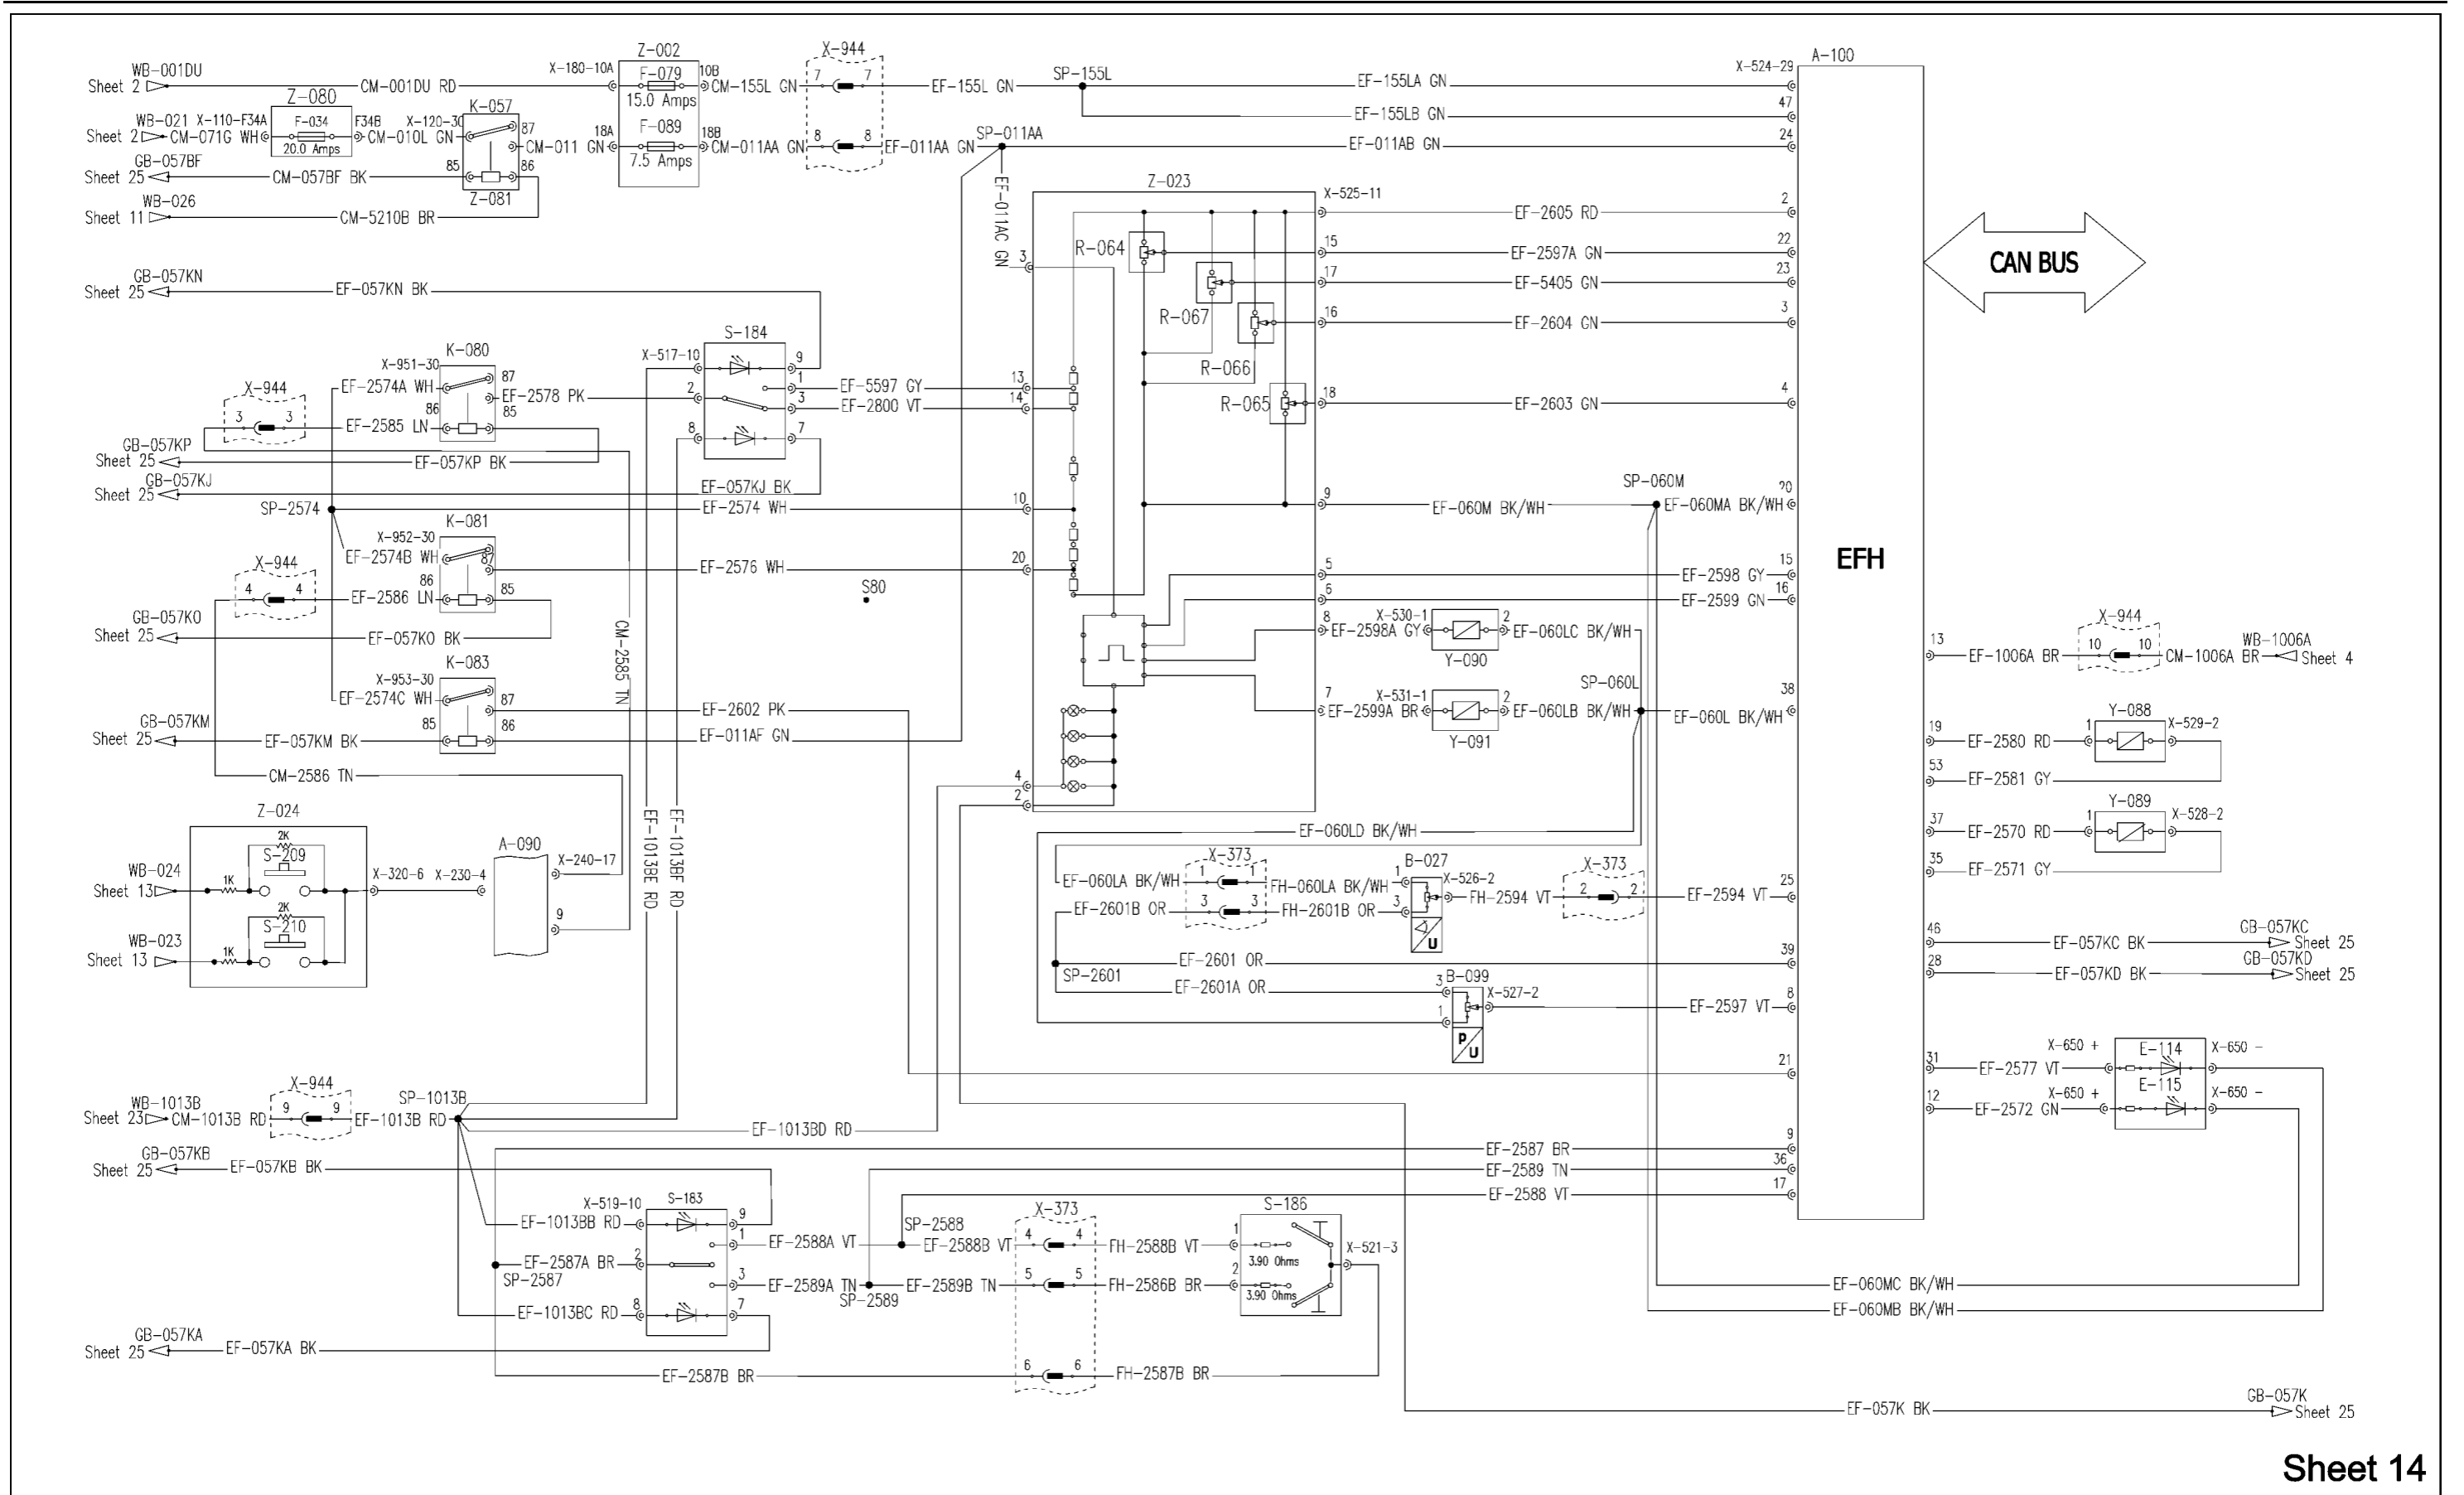 WB-001DU
Sheet 2
CM-001DU RD
X-180-10A
Z-002
F-079
15.0 Amps
10B
CM-155L GN
X-944
7 7
EF-155L GN
SP-155L
EF-155LA GN
X-524-29
A-100
EF-155LB GN
47
Z-080
WB-021
Sheet 2
X-110-F34A
CM-071G WH
F-034
20.0 Amps
F34B
CM-010L GN
X-120-30
K-057
87
CM-011 GN
18A
F-089
7.5 Amps
18B
CM-011AA GN
8 8
EF-011AA GN
SP-011AA
EF-011AB GN
24
GB-057BF
Sheet 25
CM-057BF BK
85
86
Z-081
WB-026
Sheet 11
CM-5210B BR
EF-011AC GN
Z-023
X-525-11
EF-2605 RD
2
R-064
15
EF-2597A GN
22
3
17
EF-5405 GN
23
R-067
16
EF-2604 GN
3
R-066
R-065
18
EF-2603 GN
4
CAN BUS
GB-057KN
Sheet 25
EF-057KN BK
S-184
X-517-10
9
1
EF-5597 GY
13
2
3
EF-2800 VT
14
8
7
K-080
X-951-30
EF-2574A WH
87
EF-2578 PK
86
85
X-944
3 3
EF-2585 LN
GB-057KP
Sheet 25
EF-057KP BK
GB-057KJ
Sheet 25
EF-057KJ BK
SP-2574
EF-2574 WH
10
9
EF-060M BK/WH
SP-060M
EF-060MA BK/WH
EFH
K-081
X-952-30
EF-2574B WH
87
EF-2576 WH
20
86
85
X-944
4 4
EF-2586 LN
S80
5
EF-2598 GY
15
6
EF-2599 GN
16
8
EF-2598A GY
X-530-1
2
EF-060LC BK/WH
Y-090
GB-057KO
Sheet 25
EF-057KO BK
CM-2585 TN
K-083
X-953-30
EF-2574C WH
87
EF-2602 PK
85
86
EF-011AF GN
GB-057KM
Sheet 25
EF-057KM BK
CM-2586 TN
7
EF-2599A BR
X-531-1
2
EF-060LB BK/WH
Y-091
SP-060L
EF-060L BK/WH
38
4
2
13
EF-1006A BR
X-944
10 10
CM-1006A BR
WB-1006A
Sheet 4
19
EF-2580 RD
1
Y-088
X-529-2
53
EF-2581 GY
37
EF-2570 RD
1
Y-089
X-528-2
35
EF-2571 GY
Z-024
2K
S-209
WB-024
Sheet 13
1K
2K
S-210
WB-023
Sheet 13
1K
X-320-6
X-230-4
A-090
X-240-17
9
EF-1013BE RD
EF-1013BF RD
EF-060LD BK/WH
EF-060LA BK/WH
X-373
1 1
FH-060LA BK/WH
1
B-027
X-526-2
FH-2594 VT
X-373
2 2
EF-2594 VT
25
EF-2601B OR
3 3
FH-2601B OR
3
U
EF-2601 OR
39
SP-2601
EF-2601A OR
3
B-099
X-527-2
EF-2597 VT
8
1
P
U
46
EF-057KC BK
GB-057KC
Sheet 25
28
EF-057KD BK
GB-057KD
Sheet 25
21
31
EF-2577 VT
X-650 +
E-114
X-650 -
12
EF-2572 GN
X-650 +
E-115
X-650 -
WB-1013B
Sheet 23
CM-1013B RD
X-944
9 9
EF-1013B RD
SP-1013B
EF-1013BD RD
GB-057KB
Sheet 25
EF-057KB BK
EF-2587 BR
9
EF-2589 TN
36
EF-2588 VT
17
X-519-10
S-183
EF-1013BB RD
9
1
EF-2588A VT
SP-2588
EF-2588B VT
X-373
4 4
FH-2588B VT
1
S-186
3.90 Ohms
X-521-3
EF-2587A BR
2
SP-2587
3
EF-2589A TN
SP-2589
EF-2589B TN
5 5
FH-2586B BR
2
3.90 Ohms
EF-1013BC RD
8
7
EF-060MC BK/WH
EF-060MB BK/WH
GB-057KA
Sheet 25
EF-057KA BK
EF-2587B BR
6 6
FH-2587B BR
EF-057K BK
GB-057K
Sheet 25
Sheet 14